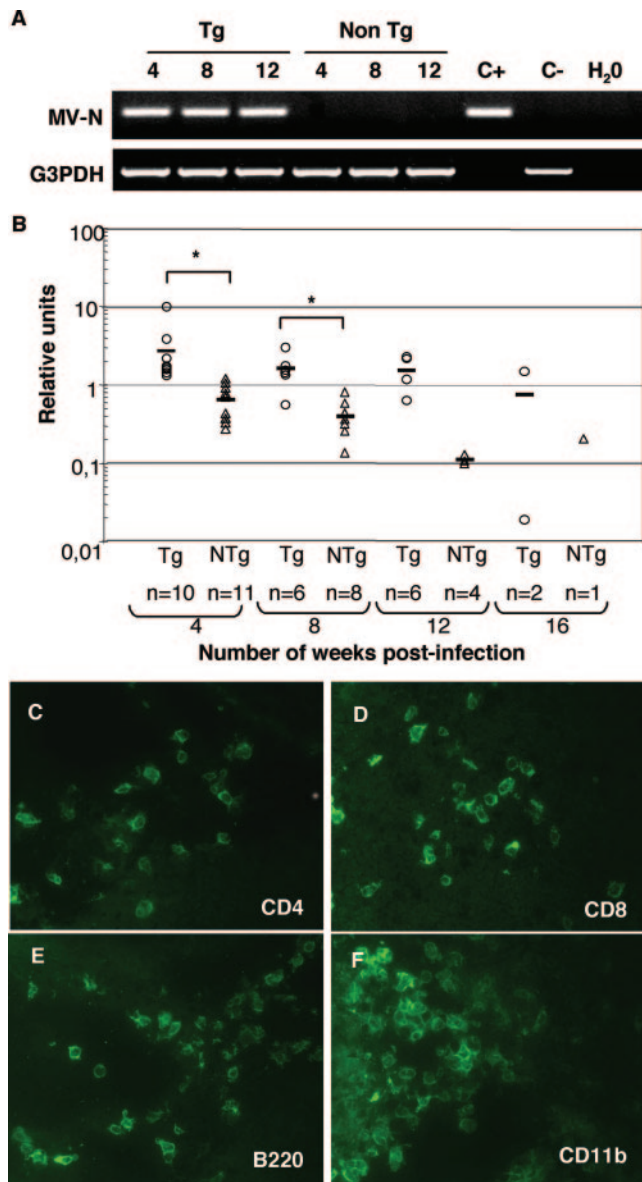 A
Tg Non Tg
4 8 12 4 8 12 C+ C- H20
MV-N
G3PDH
B
Relative units
100
10
1
0,1
0,01
* *
Tg NTg Tg NTg Tg NTg Tg NTg
n=10 n=11 n=6 n=8 n=6 n=4 n=2 n=1
4 8 12 16
Number of weeks post-infection
C
CD4
D
CD8
E
B220
F
CD11b